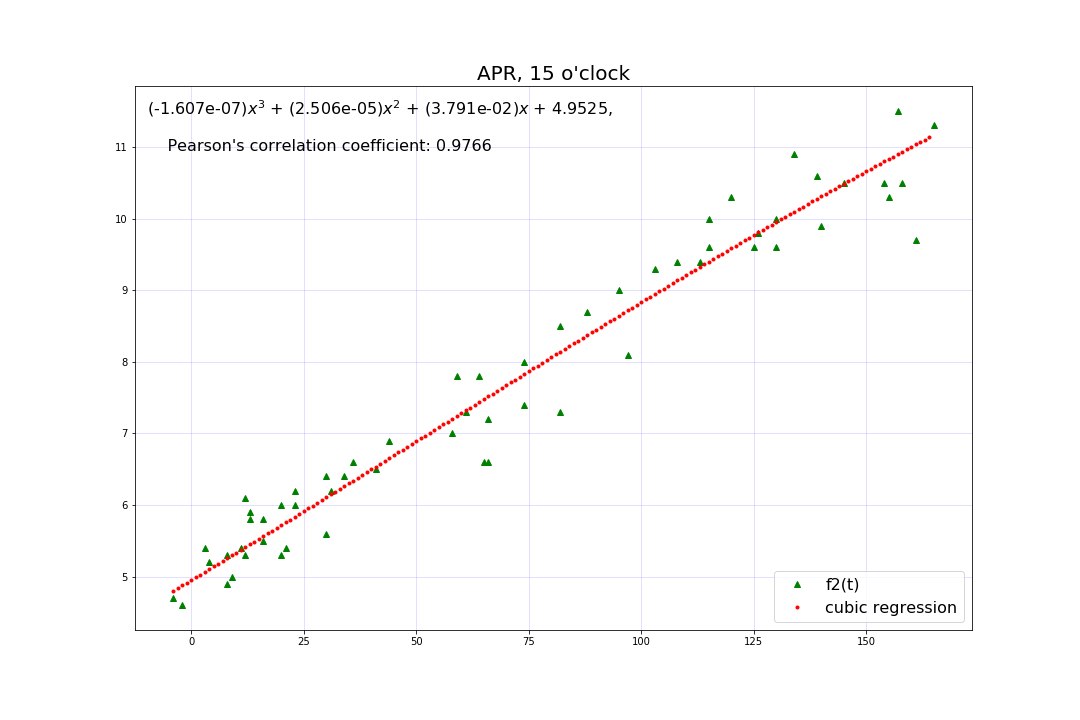 APR, 15 o'clock
(-1.607e-07)x³ + (2.506e-05)x² + (3.791e-02)x + 4.9525,
Pearson's correlation coefficient: 0.9766
11
10
9
8
7
6
5
f2(t)
cubic regression
0 25 50 75 100 125 150